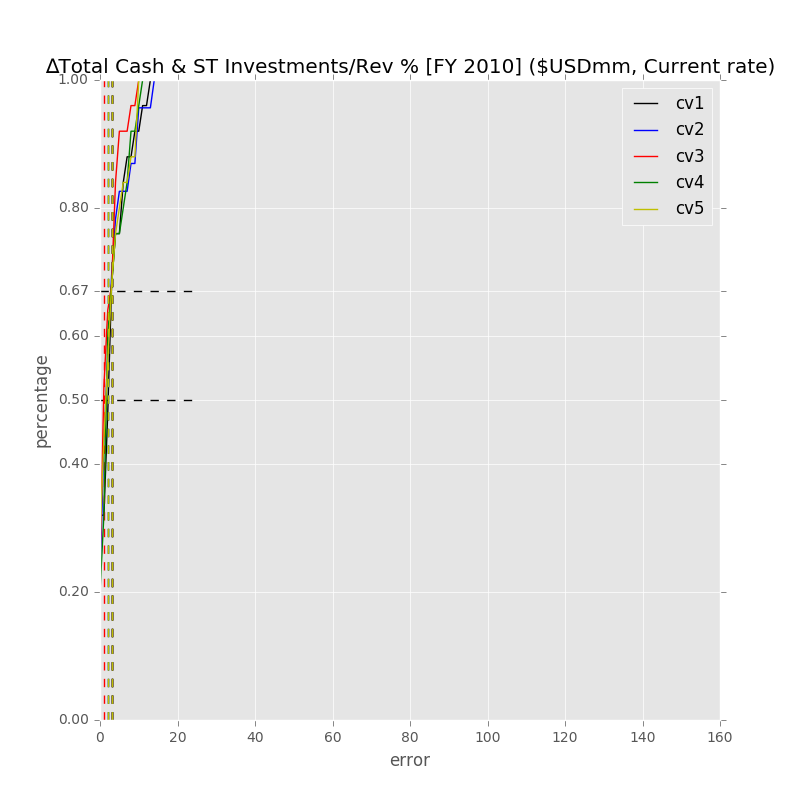 ΔTotal Cash & ST Investments/Rev % [FY 2010] ($USDmm, Current rate)
1.00
cv1
cv2
cv3
cv4
cv5
0.80
0.67
0.60
0.50
0.40
0.20
0.00
percentage
0 20 40 60 80 100 120 140 160
error